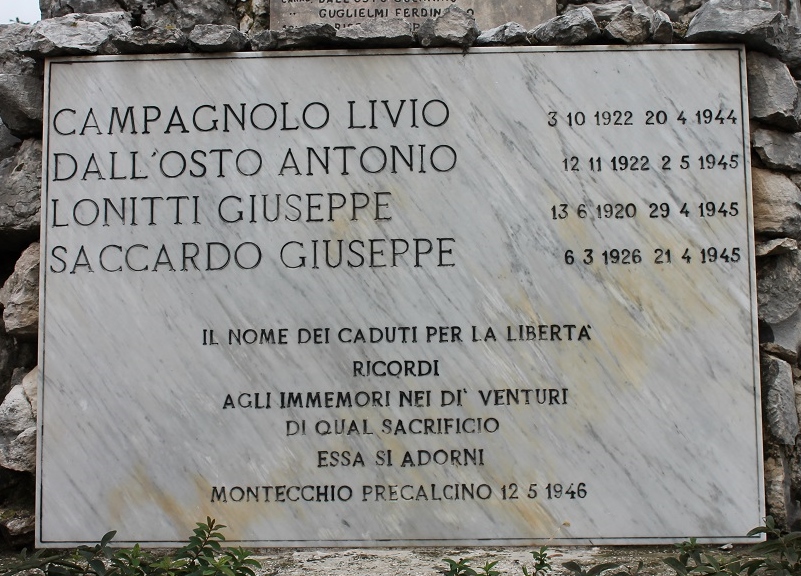 GUGLIELMI FERDINANDO
CAMPAGNOLO LIVIO 3 10 1922 20 4 1944
DALL'OSTO ANTONIO 12 11 1922 2 5 1945
LONITTI GIUSEPPE 13 6 1920 29 4 1945
SACCARDO GIUSEPPE 6 3 1926 21 4 1945
IL NOME DEI CADUTI PER LA LIBERTA'
RICORDI
AGLI IMMEMORI NEI DI' VENTURI
DI QUAL SACRIFICIO
ESSA SI ADORNI
MONTECCHIO PRECALCINO 12 5 1946